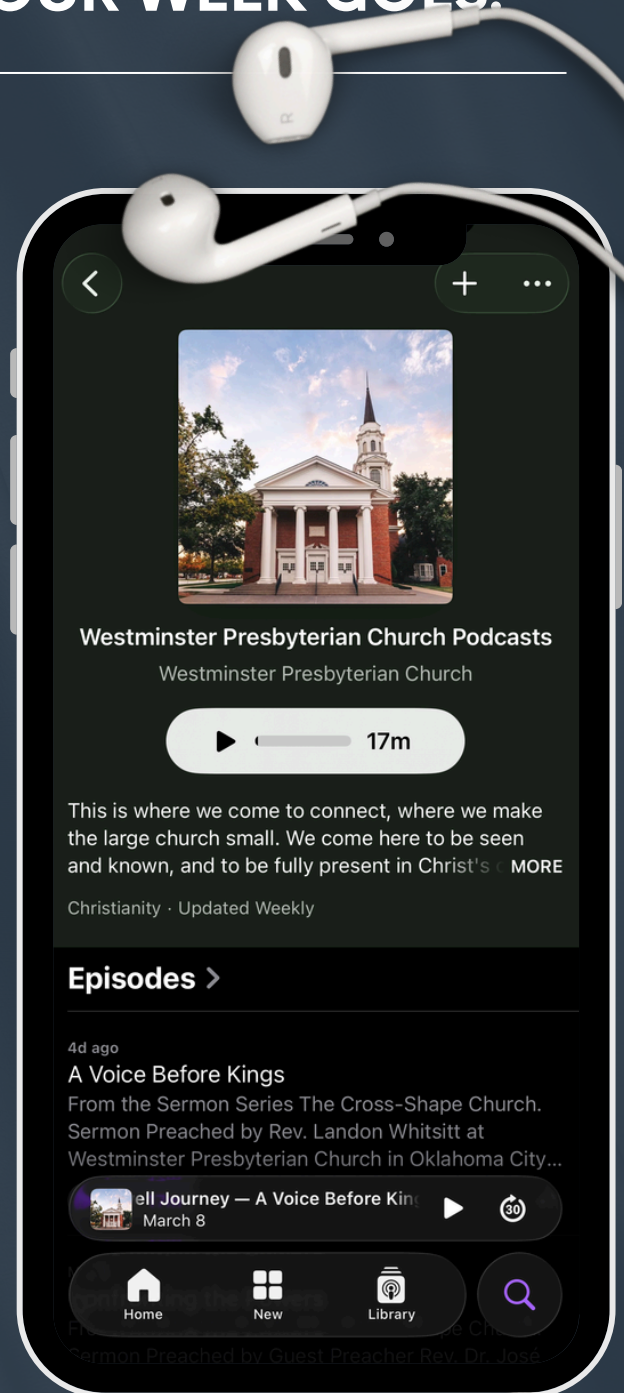 OUR WEEK GOES.
R
Westminster Presbyterian Church Podcasts
Westminster Presbyterian Church
17m
This is where we come to connect, where we make
the large church small. We come here to be seen
and known, and to be fully present in Christ's MORE
Christianity · Updated Weekly
Episodes
4d ago
A Voice Before Kings
From the Sermon Series The Cross-Shape Church.
Sermon Preached by Rev. Landon Whitsitt at
Westminster Presbyterian Church in Oklahoma City...
ell Journey — A Voice Before Kin
March 8
30
Home
New
Library
Sermon Preached by Guest Preacher Rev. Dr. José